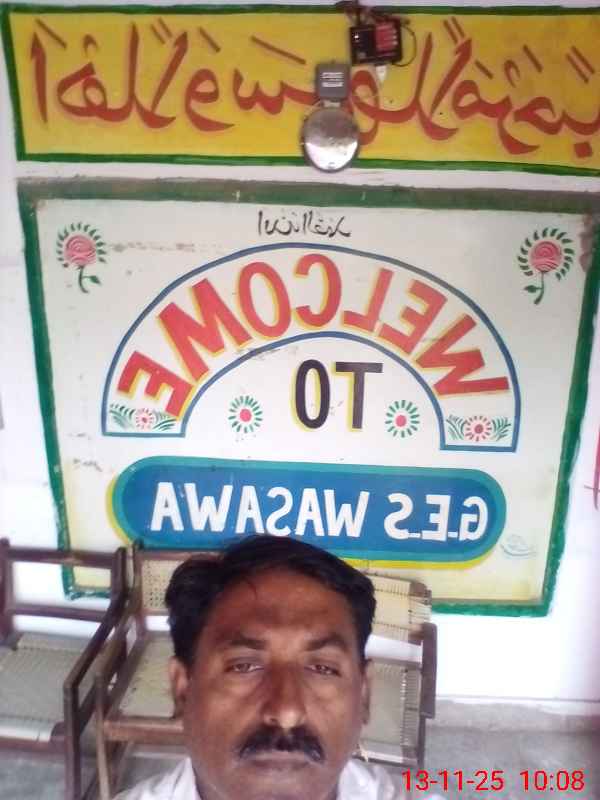 اَهْلًا وَسَهْلًا مَرْحَبًا
WELCOME
TO
G.E.S WASAWA
13-11-25 10:08